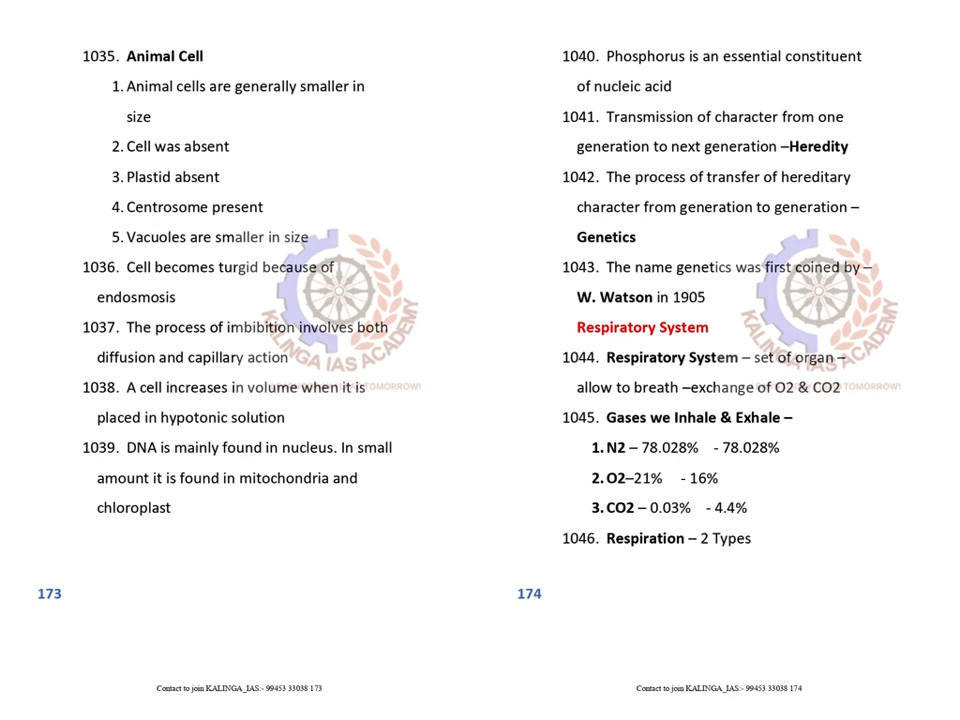 1035. Animal Cell
1. Animal cells are generally smaller in
size
2. Cell was absent
3. Plastid absent
4. Centrosome present
5. Vacuoles are smaller in size
1036. Cell becomes turgid because of
endosmosis
1037. The process of imbibition involves both
diffusion and capillary action
1038. A cell increases in volume when it is
placed in hypotonic solution
1039. DNA is mainly found in nucleus. In small
amount it is found in mitochondria and
chloroplast
KALINGA IAS ACADEMY
TOMORROW!
173
Contact to join KALINGA_IAS:- 99453 33038 173
1040. Phosphorus is an essential constituent
of nucleic acid
1041. Transmission of character from one
generation to next generation –Heredity
1042. The process of transfer of hereditary
character from generation to generation –
Genetics
1043. The name genetics was first coined by –
W. Watson in 1905
Respiratory System
1044. Respiratory System – set of organ –
allow to breath –exchange of O2 & CO2
1045. Gases we Inhale & Exhale –
1. N2 – 78.028% - 78.028%
2. O2–21% - 16%
3. CO2 – 0.03% - 4.4%
1046. Respiration – 2 Types
KALINGA IAS ACADEMY
TOMORROW!
174
Contact to join KALINGA_IAS:- 99453 33038 174